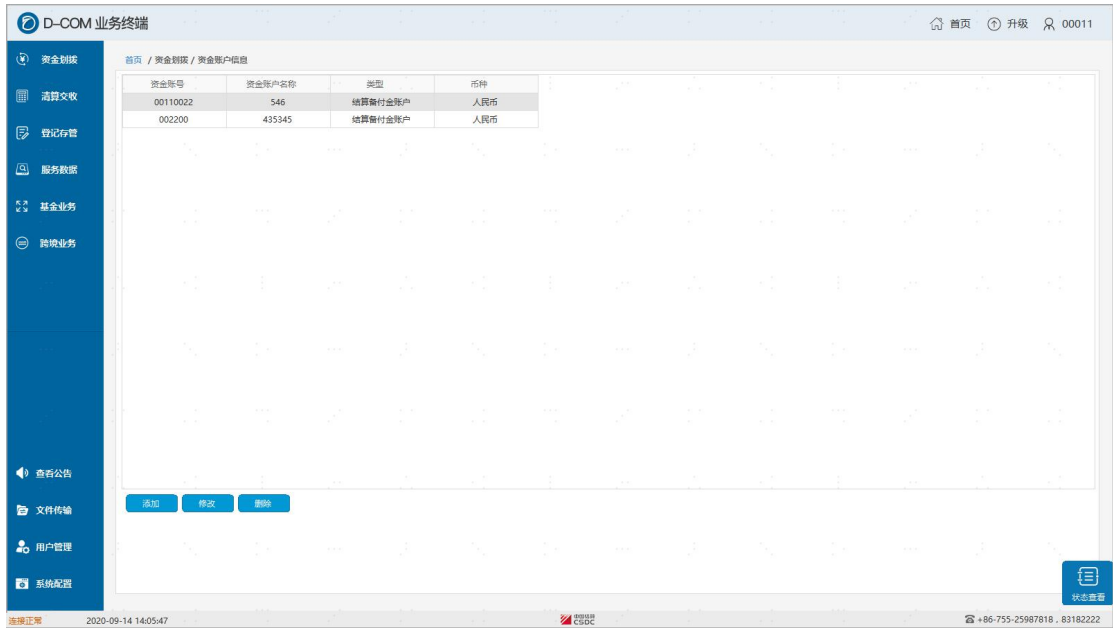 D-COM 业务终端 首页 升级 00011
资金划拨
清算交收
登记存管
服务数据
基金业务
跨境业务
查看公告
文件传输
用户管理
系统配置
首页 / 资金划拨 / 资金账户信息
资金账号 资金账户名称 类型 币种
00110022 546 结算备付金账户 人民币
002200 435345 结算备付金账户 人民币
添加 修改 删除
状态查看
连接正常 2020-09-14 14:05:47 中国结算 CSDC +86-755-25987818 , 83182222